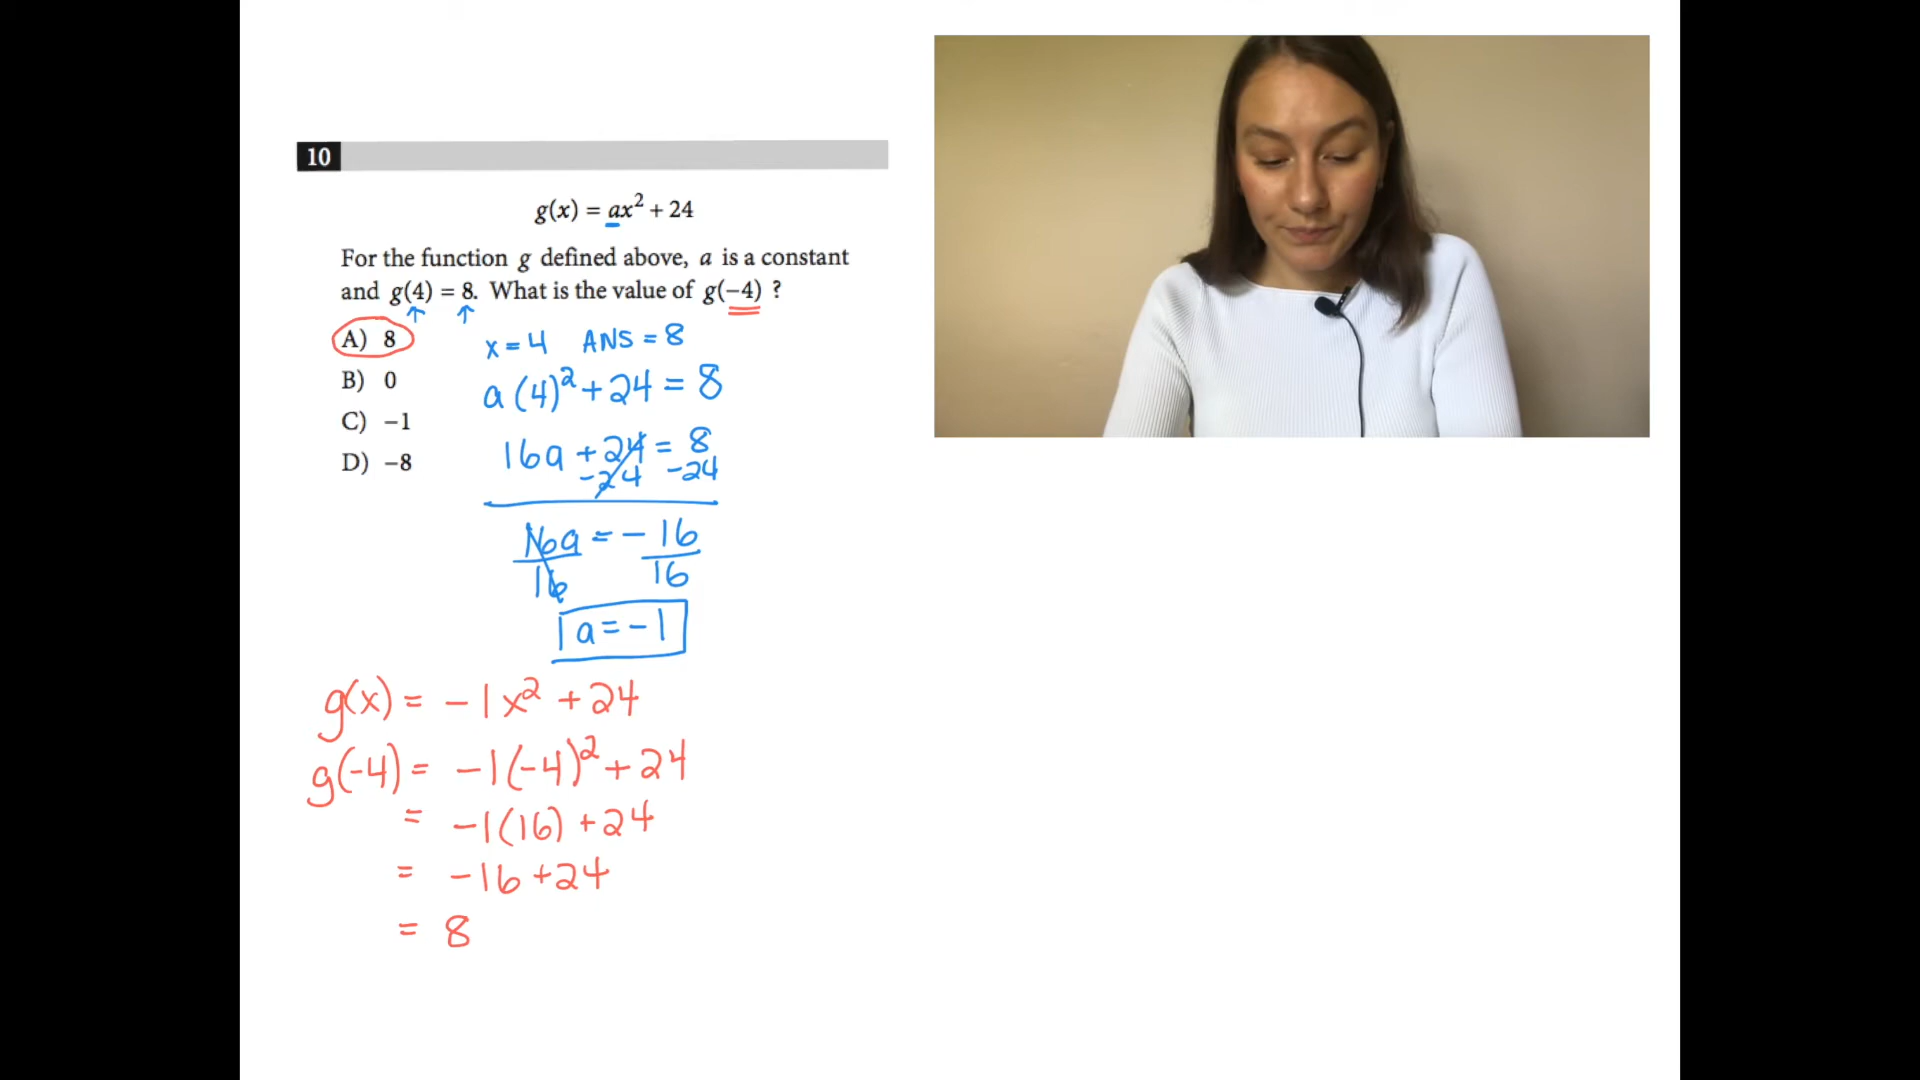 10
g(x) = ax² + 24
For the function g defined above, a is a constant
and g(4) = 8. What is the value of g(−4) ?
A) 8
B) 0
C) −1
D) −8
x = 4 ANS = 8
a(4)² + 24 = 8
16a + 24 = 8
−24 −24
16a = −16
16 16
a = −1
g(x) = −1x² + 24
g(−4) = −1(−4)² + 24
= −1(16) + 24
= −16 + 24
= 8